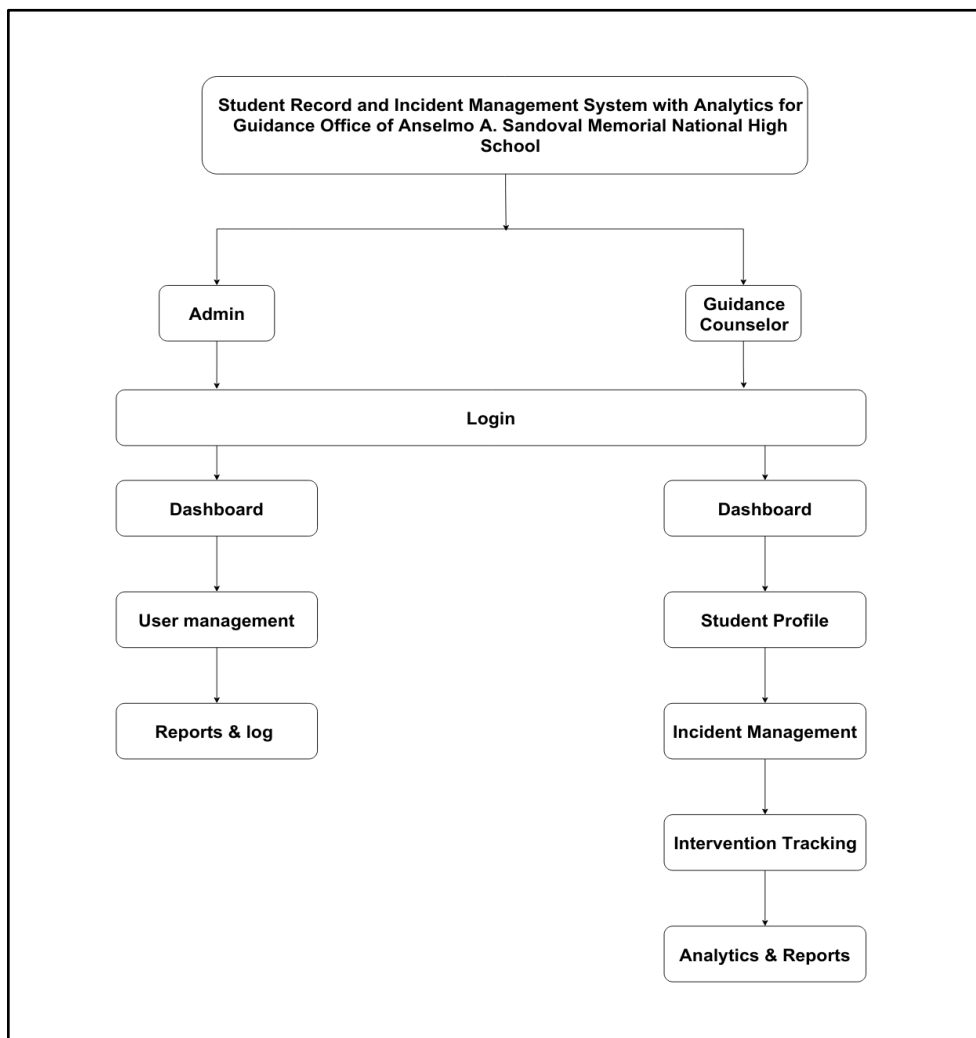 Student Record and Incident Management System with Analytics for
Guidance Office of Anselmo A. Sandoval Memorial National High
School
Admin
Guidance
Counselor
Login
Dashboard
Dashboard
User management
Student Profile
Reports & log
Incident Management
Intervention Tracking
Analytics & Reports